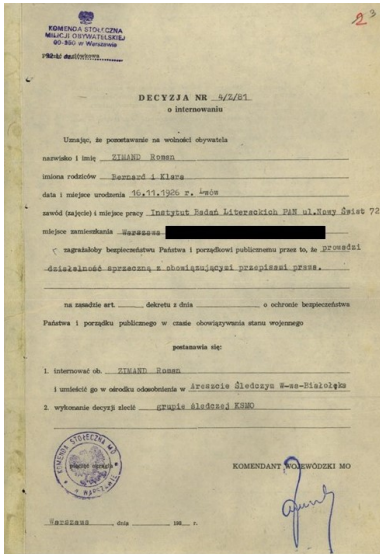 2 3
KOMENDA STOŁECZNA
MILICJI OBYWATELSKIEJ
00-950 w Warszawie
DECYZJA NR 4/Z/81
o internowaniu
Uznając, że pozostawanie na wolności obywatela
nazwisko i imię ZIMAND Roman
imiona rodziców Bernard i Klara
data i miejsce urodzenia 16.11.1926 r. Lwów
zawód (zajęcie) i miejsce pracy Instytut Badań Literackich PAN ul.Nowy Świat 72
miejsce zamieszkania Warszawa
zagrażałoby bezpieczeństwu Państwa i porządkowi publicznemu przez to, że prowadzi
działalność sprzeczną z obowiązującymi przepisami prawa.
na zasadzie art. dekretu z dnia o ochronie bezpieczeństwa
Państwa i porządku publicznego w czasie obowiązywania stanu wojennego
postanawia się:
1. internować ob. ZIMAND Roman
i umieścić go w ośrodku odosobnienia w Areszcie Śledczym W-wa-Białołęka
2. wykonanie decyzji zlecić grupie śledczej KSMO
KOMENDA STOŁECZNA MO
pieczęć okrągła
KOMENDANT WOJEWÓDZKI MO
Warszawa, dnia 198 r.